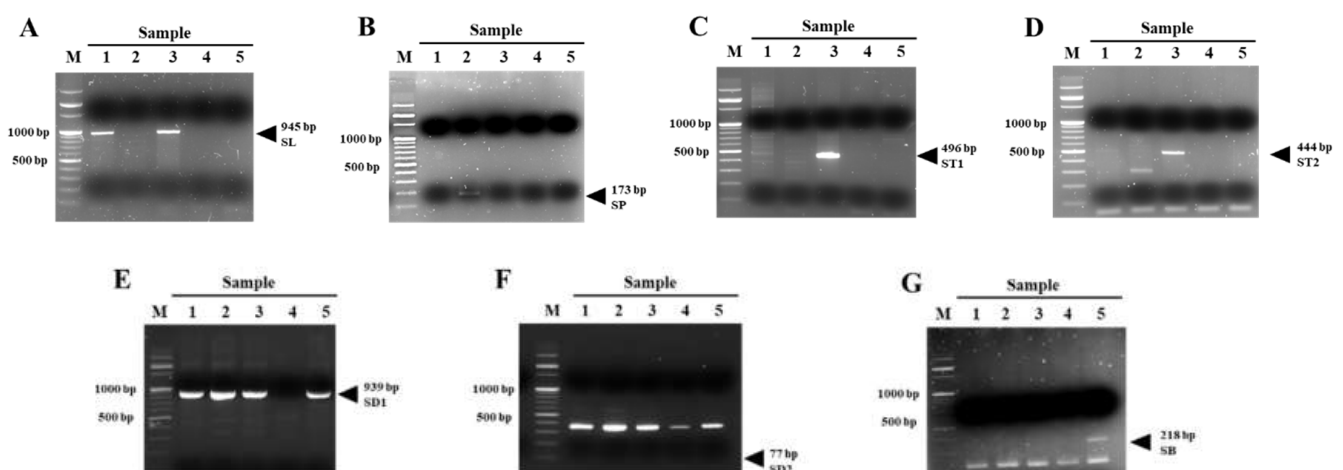 A
Sample
M 1 2 3 4 5
1000 bp
500 bp
945 bp
SL
B
Sample
M 1 2 3 4 5
1000 bp
500 bp
173 bp
SP
C
Sample
M 1 2 3 4 5
1000 bp
500 bp
496 bp
ST1
D
Sample
M 1 2 3 4 5
1000 bp
500 bp
444 bp
ST2
E
Sample
M 1 2 3 4 5
1000 bp
500 bp
939 bp
SD1
F
Sample
M 1 2 3 4 5
1000 bp
500 bp
77 bp
SD2
G
Sample
M 1 2 3 4 5
1000 bp
500 bp
218 bp
SB